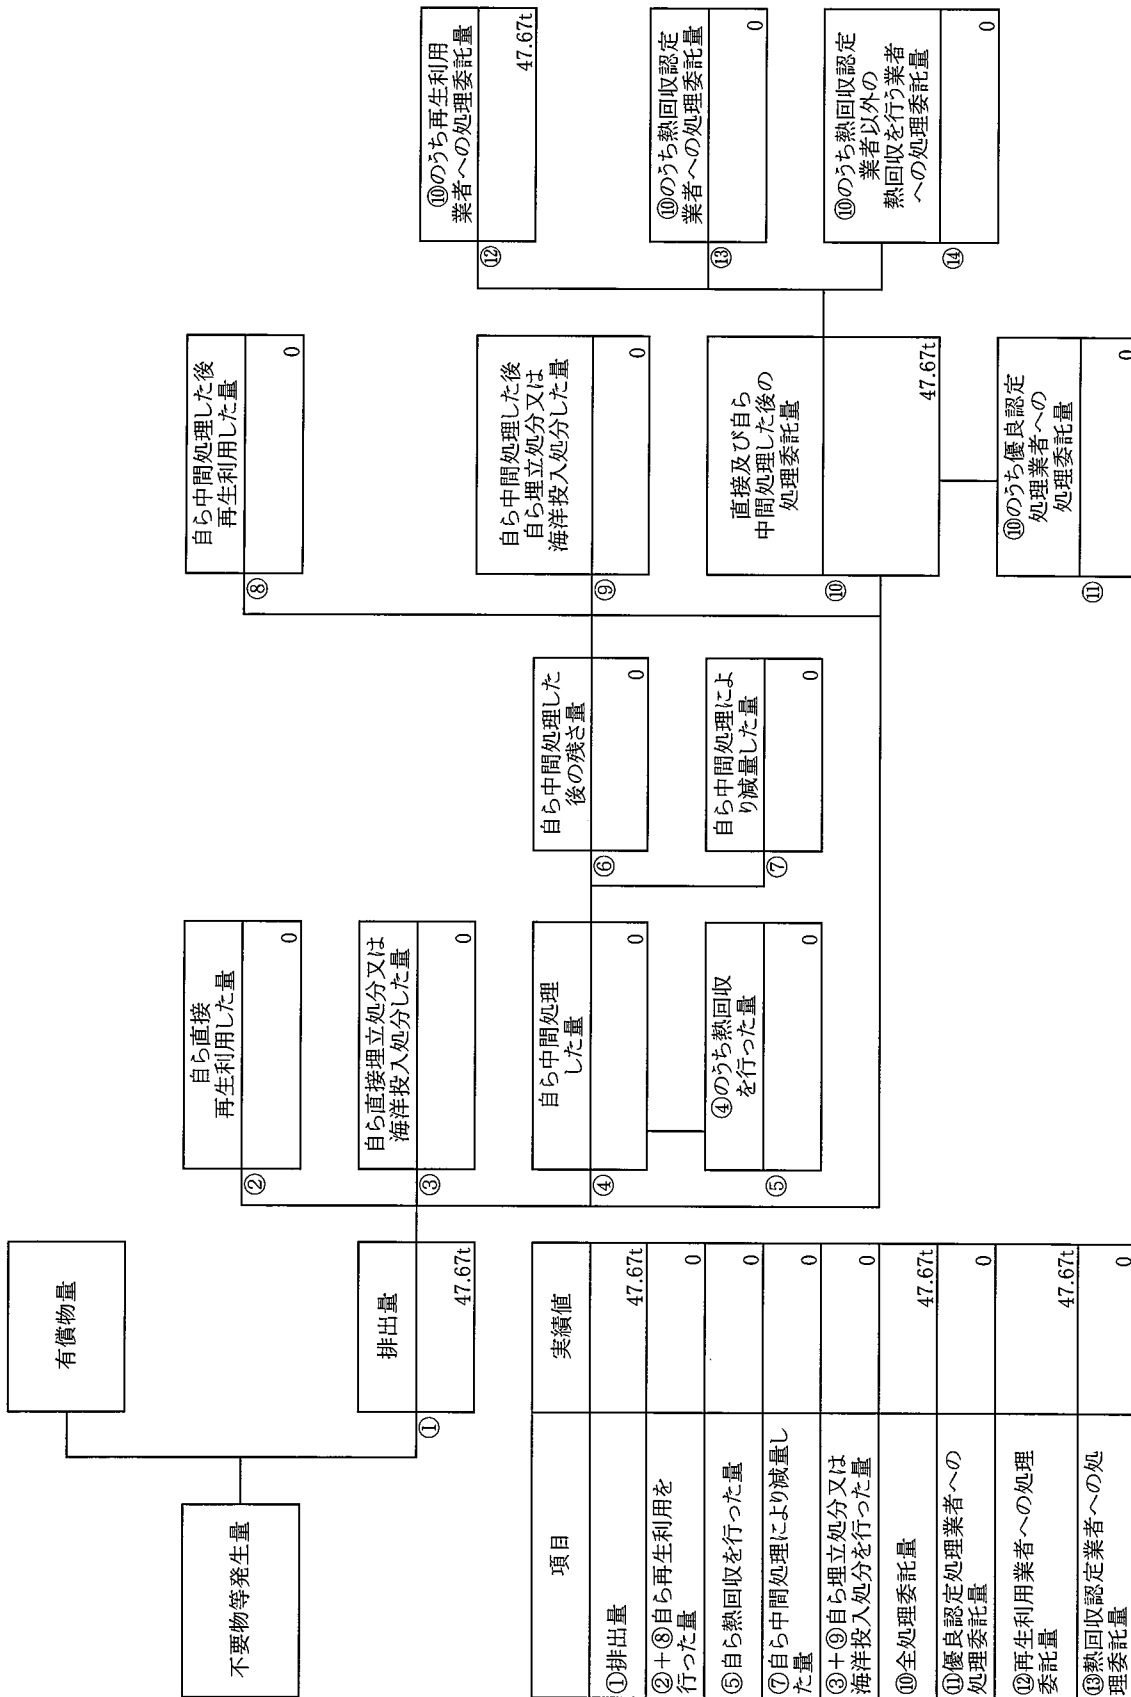 不要物等発生量
有償物量
排出量
①
47.67t
自ら直接
再生利用した量
②
0
自ら直接埋立処分又は
海洋投入処分した量
③
0
自ら中間処理
した量
④
0
④のうち熱回収
を行った量
⑤
0
自ら中間処理した
後の残さ量
⑥
0
自ら中間処理によ
り減量した量
⑦
0
自ら中間処理した後
再生利用した量
⑧
0
自ら中間処理した後
自ら埋立処分又は
海洋投入処分した量
⑨
0
直接及び自ら
中間処理した後の
処理委託量
⑩
47.67t
⑩のうち優良認定
処理業者への
処理委託量
⑪
0
⑩のうち再生利用
業者への処理委託量
⑫
47.67t
⑩のうち熱回収認定
業者への処理委託量
⑬
0
⑩のうち熱回収認定
業者以外の
熱回収を行う業者
への処理委託量
⑭
0
項目 実績値
①排出量 47.67t
②+⑧自ら再生利用を
行った量 0
⑤自ら熱回収を行った量 0
⑦自ら中間処理により減量し
た量 0
③+⑨自ら埋立処分又は
海洋投入処分を行った量 0
⑩全処理委託量 47.67t
⑪優良認定処理業者への
処理委託量 0
⑫再生利用業者への処理
委託量 47.67t
⑬熱回収認定業者への処
理委託量 0